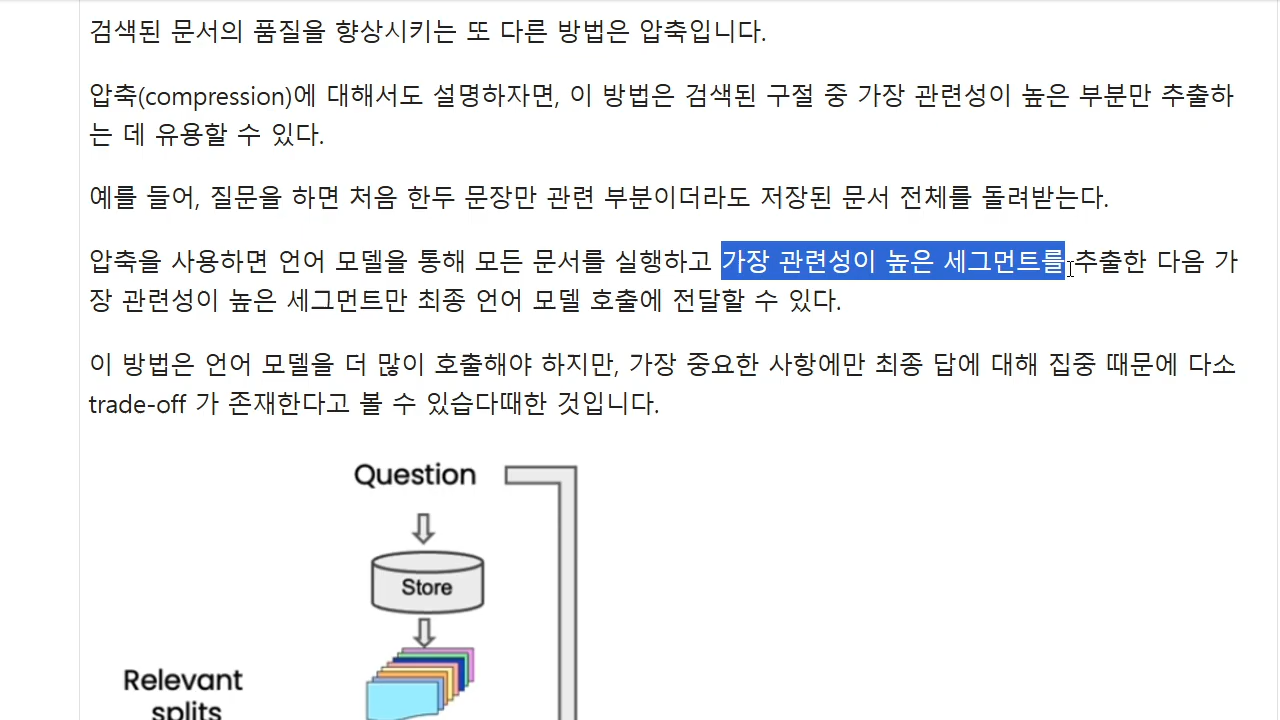 검색된 문서의 품질을 향상시키는 또 다른 방법은 압축입니다.
압축(compression)에 대해서도 설명하자면, 이 방법은 검색된 구절 중 가장 관련성이 높은 부분만 추출하
는 데 유용할 수 있다.
예를 들어, 질문을 하면 처음 한두 문장만 관련 부분이더라도 저장된 문서 전체를 돌려받는다.
압축을 사용하면 언어 모델을 통해 모든 문서를 실행하고 가장 관련성이 높은 세그먼트를 추출한 다음 가
장 관련성이 높은 세그먼트만 최종 언어 모델 호출에 전달할 수 있다.
이 방법은 언어 모델을 더 많이 호출해야 하지만, 가장 중요한 사항에만 최종 답에 대해 집중 때문에 다소
trade-off 가 존재한다고 볼 수 있습다때한 것입니다.
Question
Store
Relevant
splits